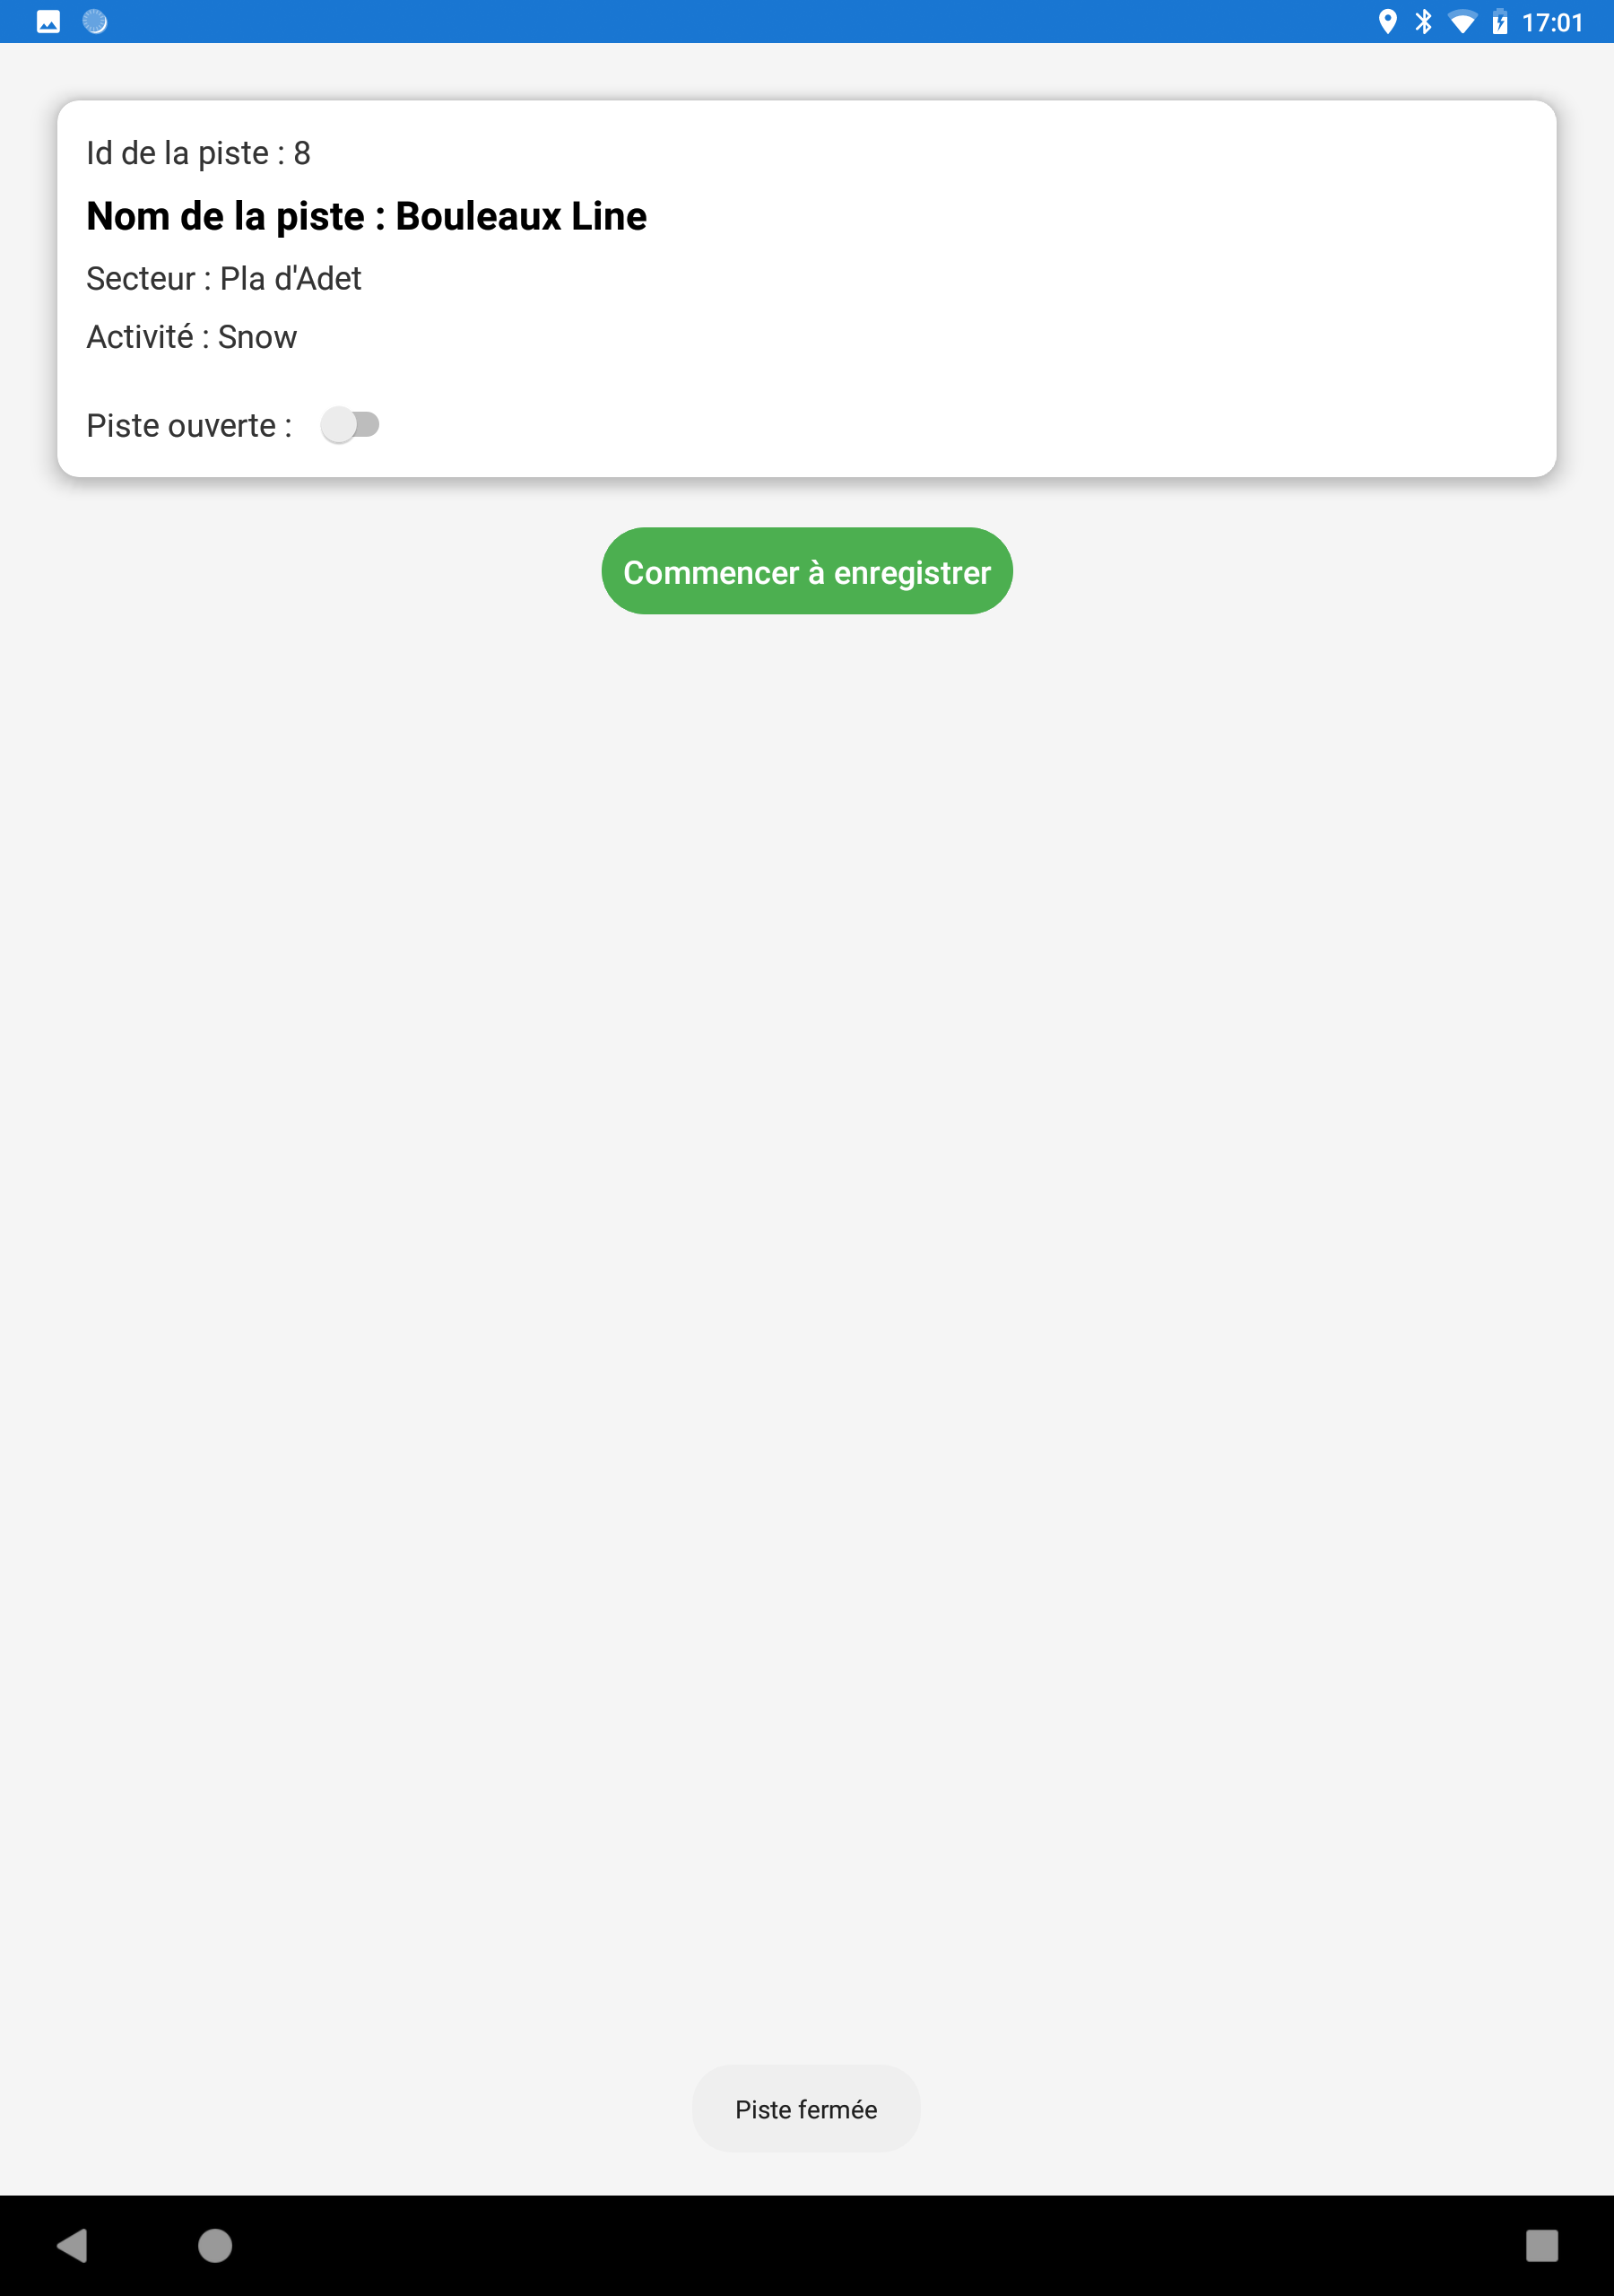 17:01
Id de la piste : 8
Nom de la piste : Bouleaux Line
Secteur : Pla d'Adet
Activité : Snow
Piste ouverte :
Commencer à enregistrer
Piste fermée